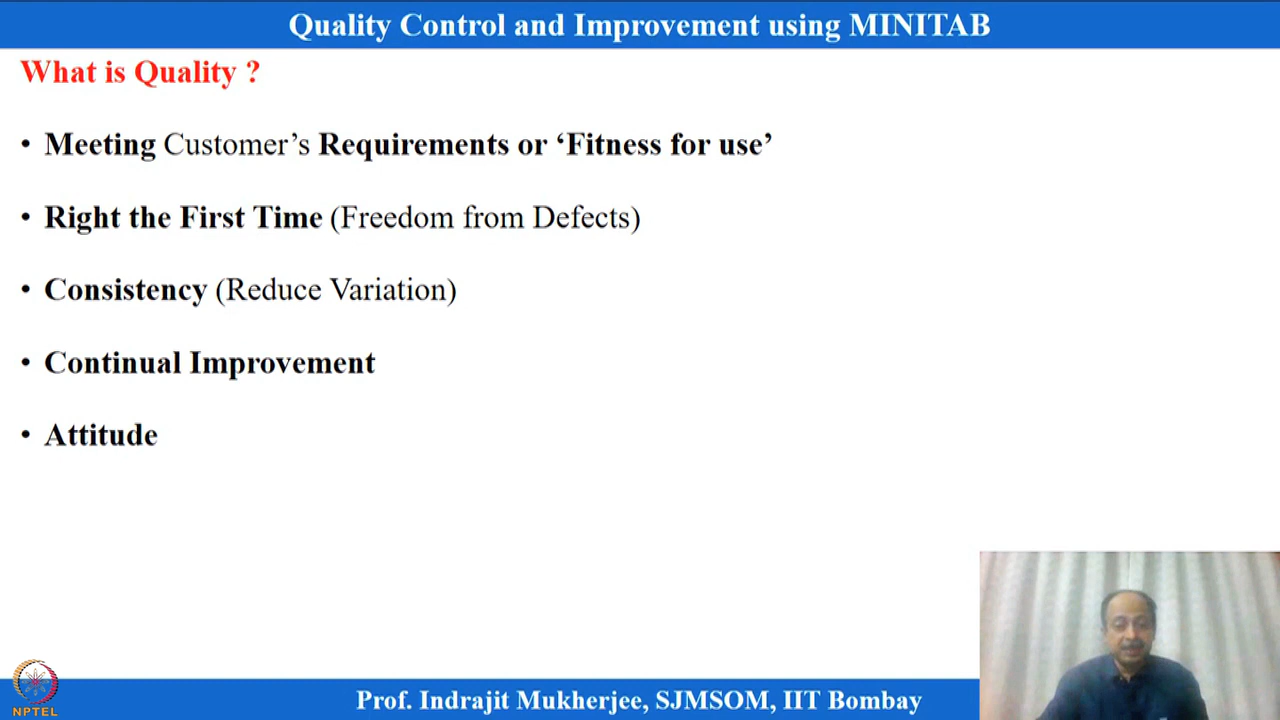 Quality Control and Improvement using MINITAB
What is Quality ?
• Meeting Customer’s Requirements or ‘Fitness for use’
• Right the First Time (Freedom from Defects)
• Consistency (Reduce Variation)
• Continual Improvement
• Attitude
NPTEL
Prof. Indrajit Mukherjee, SJMSOM, IIT Bombay